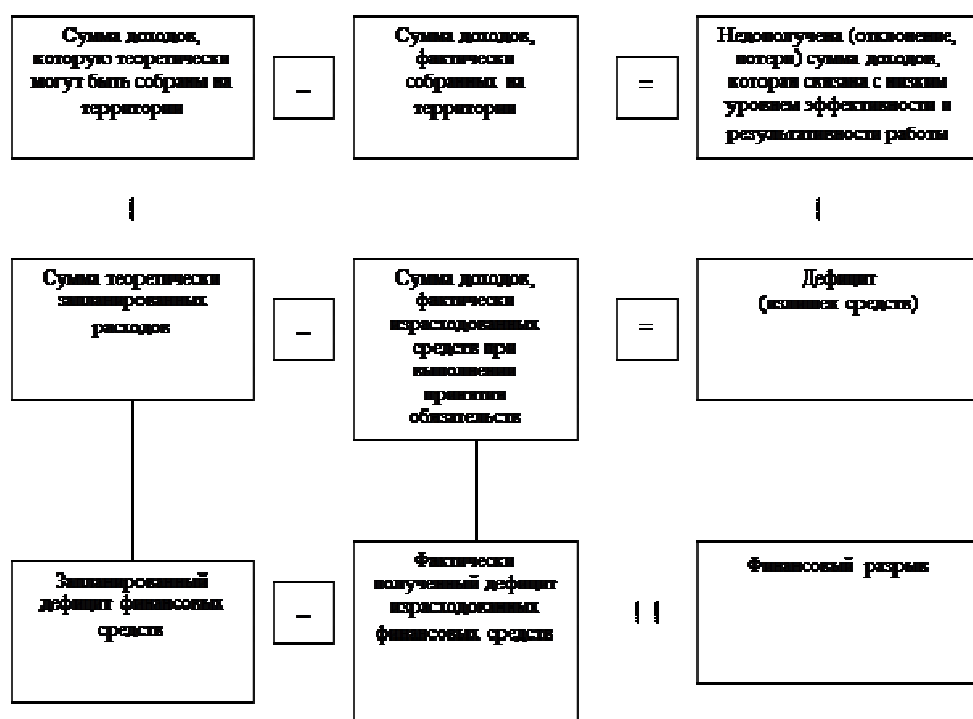 Сумма доходов,
которую теоретически
могут быть собраны на
территории
–
Сумма доходов,
фактически
собранных на
территории
=
Недополучена (отклонение,
потери) сумма доходов,
которая связана с низким
уровнем эффективности и
результативности работы
Сумма теоретически
запланированных
расходов
–
Сумма доходов,
фактически
израсходованных
средств при
выполнении
принятия
обязательств
=
Дефицит
(излишек средств)
Запланированный
дефицит финансовых
средств
–
Фактически
полученный дефицит
израсходованных
финансовых средств
Финансовый разрыв